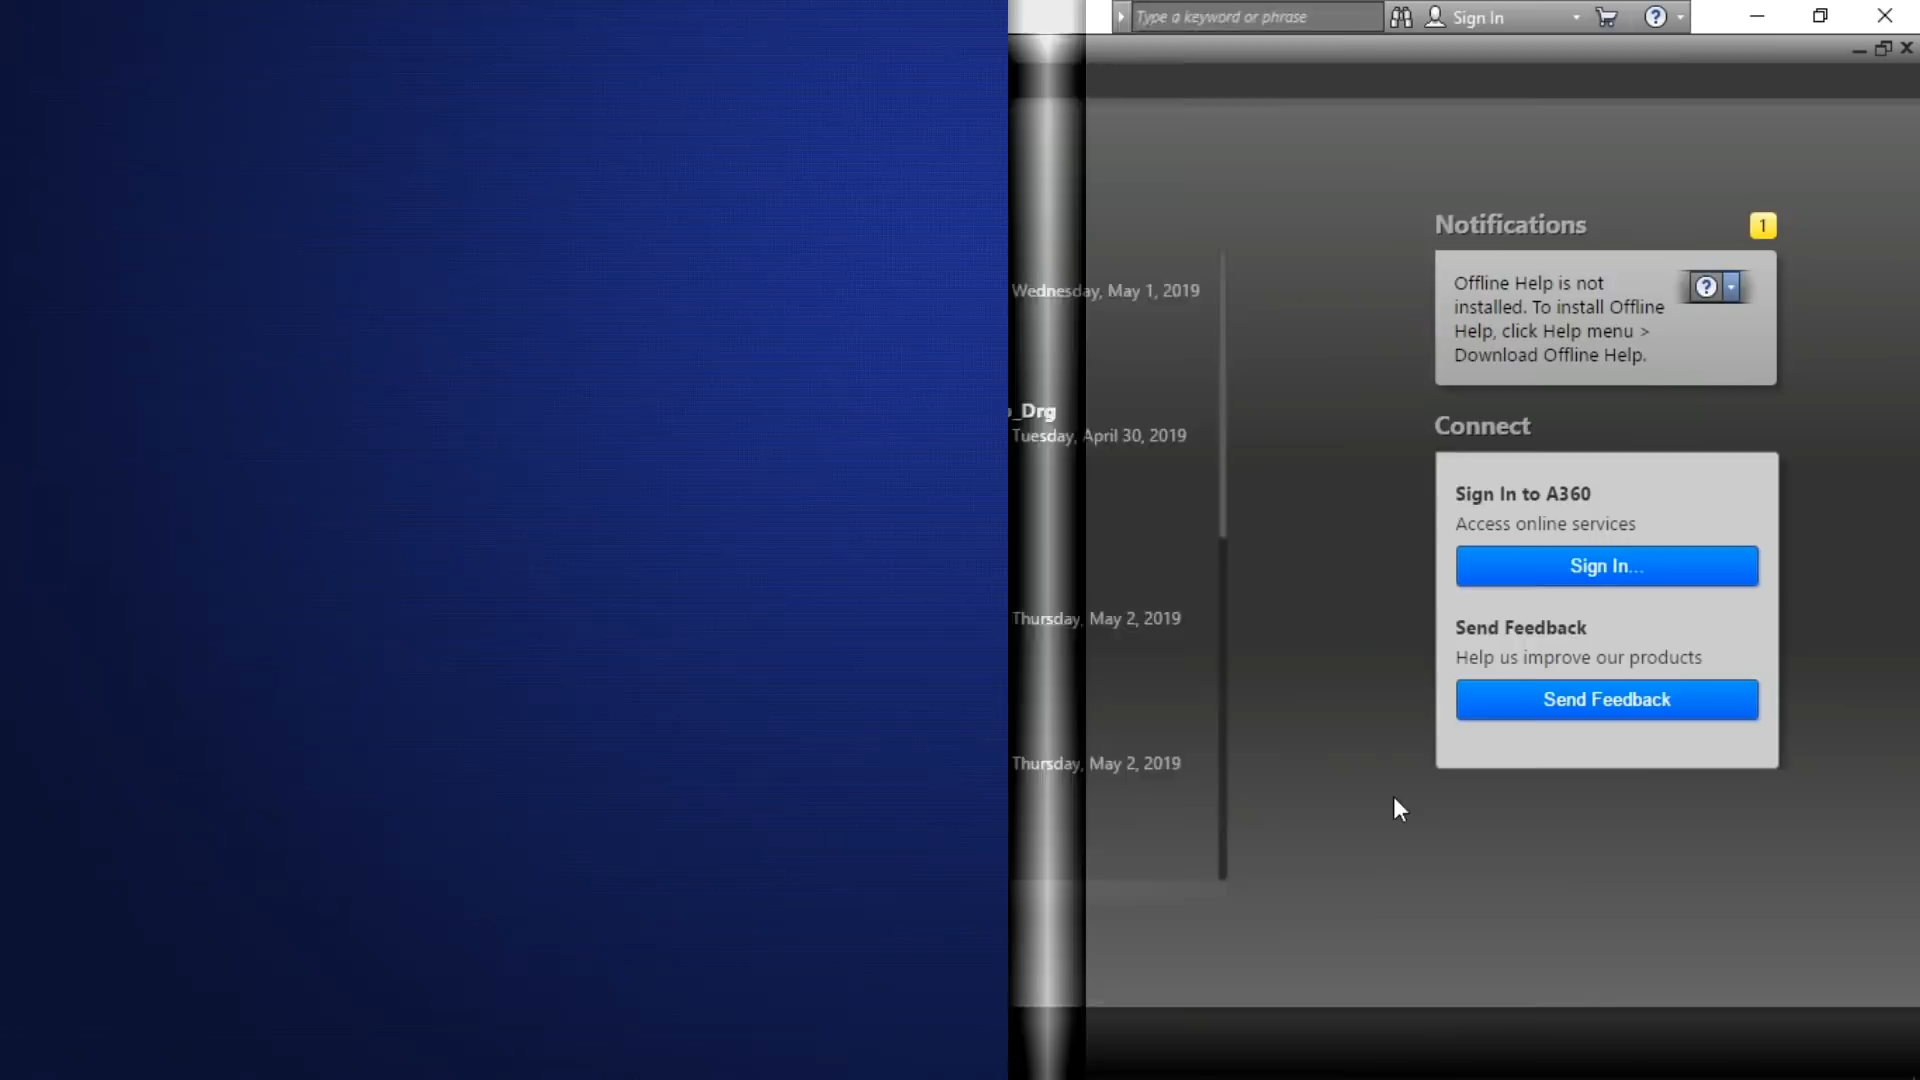 Type a keyword or phrase
Sign In
Notifications
1
Wednesday, May 1, 2019
Offline Help is not
installed. To install Offline
Help, click Help menu >
Download Offline Help.
_Drg
Tuesday, April 30, 2019
Connect
Sign In to A360
Access online services
Sign In...
Thursday, May 2, 2019
Send Feedback
Help us improve our products
Send Feedback
Thursday, May 2, 2019